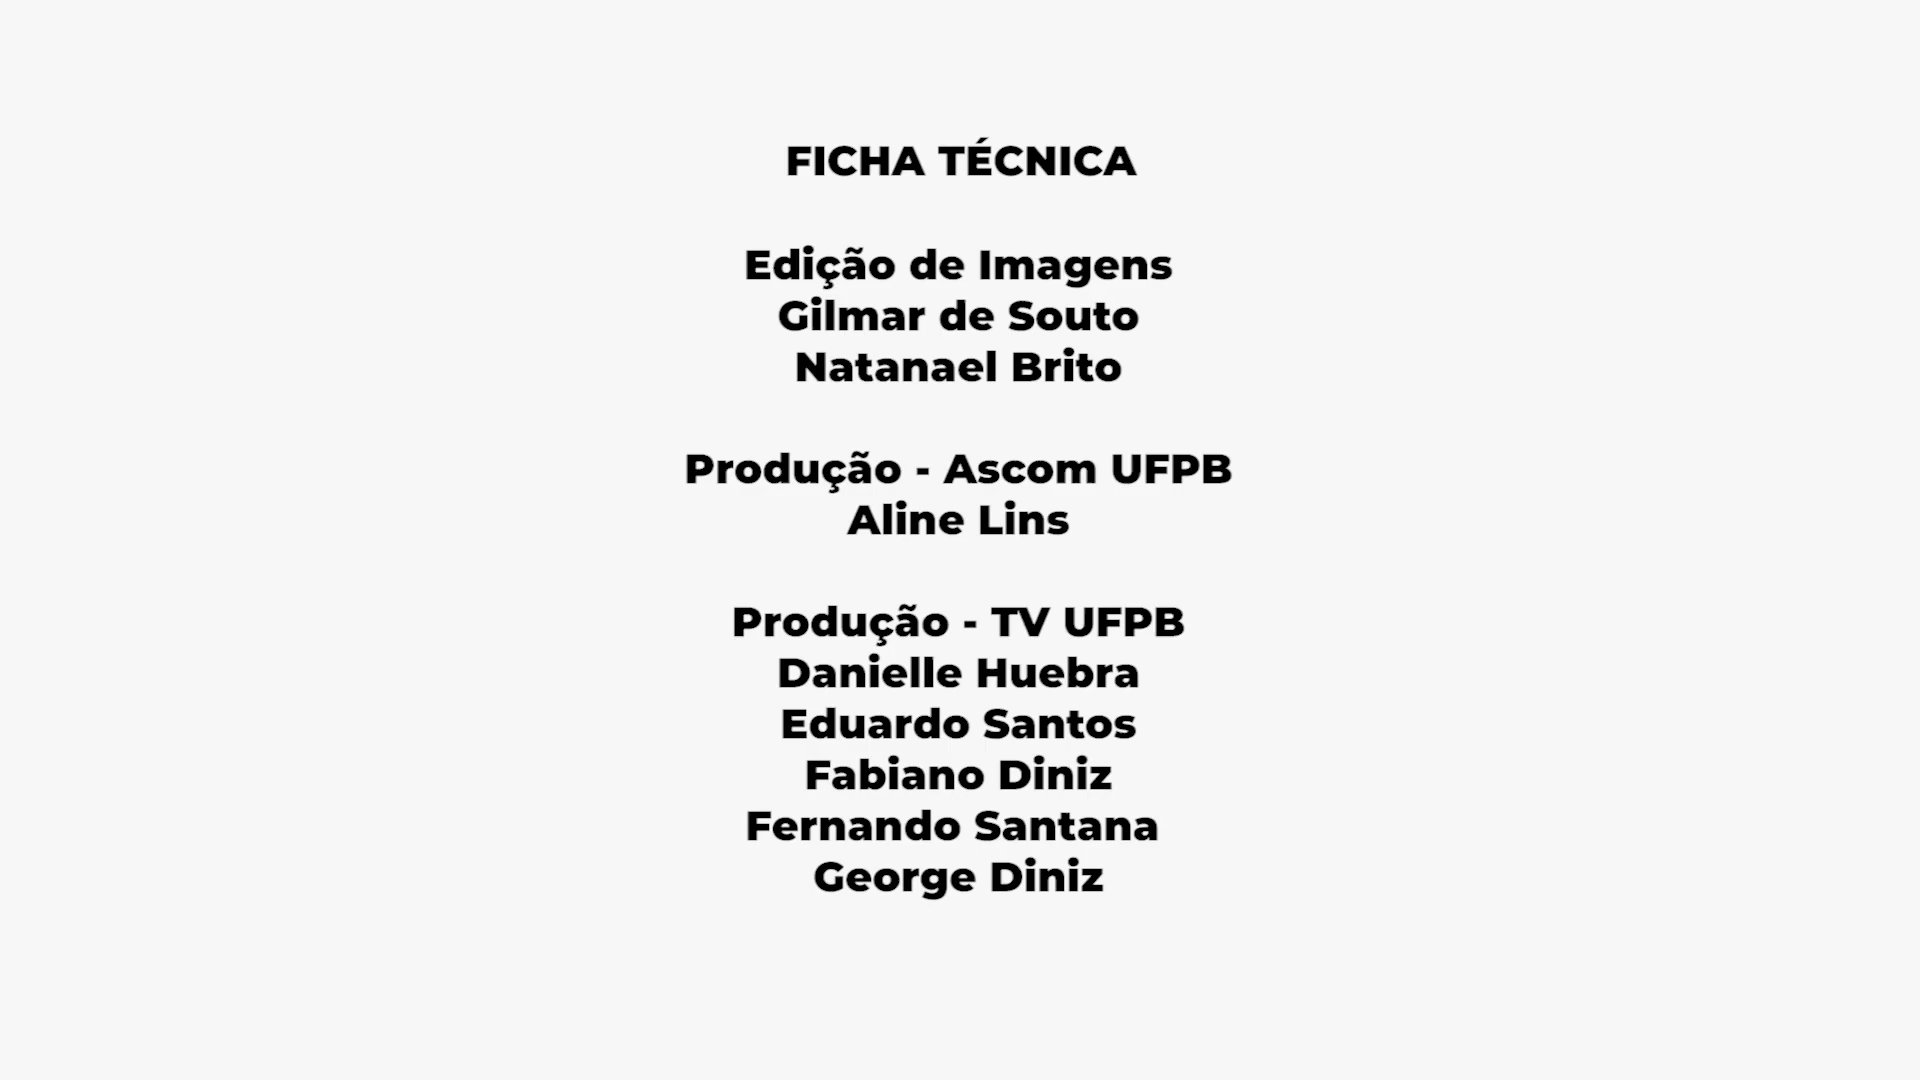 FICHA TÉCNICA
Edição de Imagens
Gilmar de Souto
Natanael Brito
Produção - Ascom UFPB
Aline Lins
Produção - TV UFPB
Danielle Huebra
Eduardo Santos
Fabiano Diniz
Fernando Santana
George Diniz